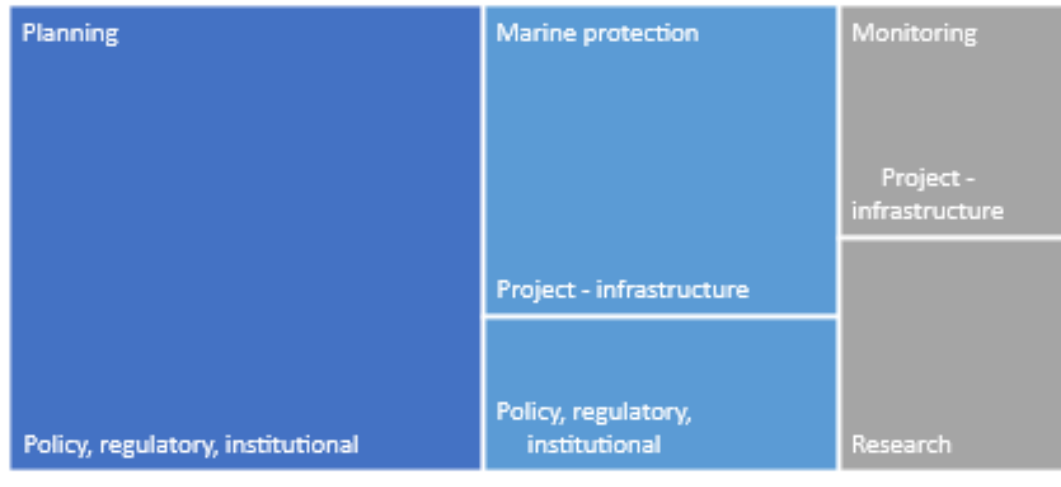 Planning
Policy, regulatory, institutional
Marine protection
Project - infrastructure
Policy, regulatory,
institutional
Monitoring
Project -
infrastructure
Research